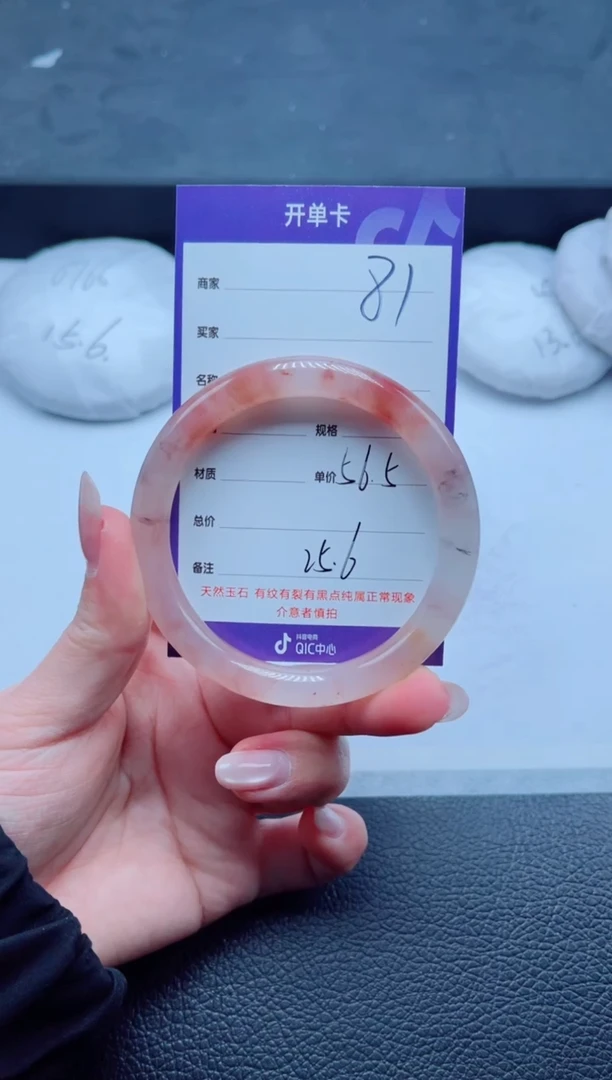 开单卡
商家 81
买家
名称
规格
材质 单价 56.5
总价
备注 25.6
天然玉石 有纹有裂有黑点纯属正常现象
介意者慎拍
抖音电商
QIC中心
15.6.